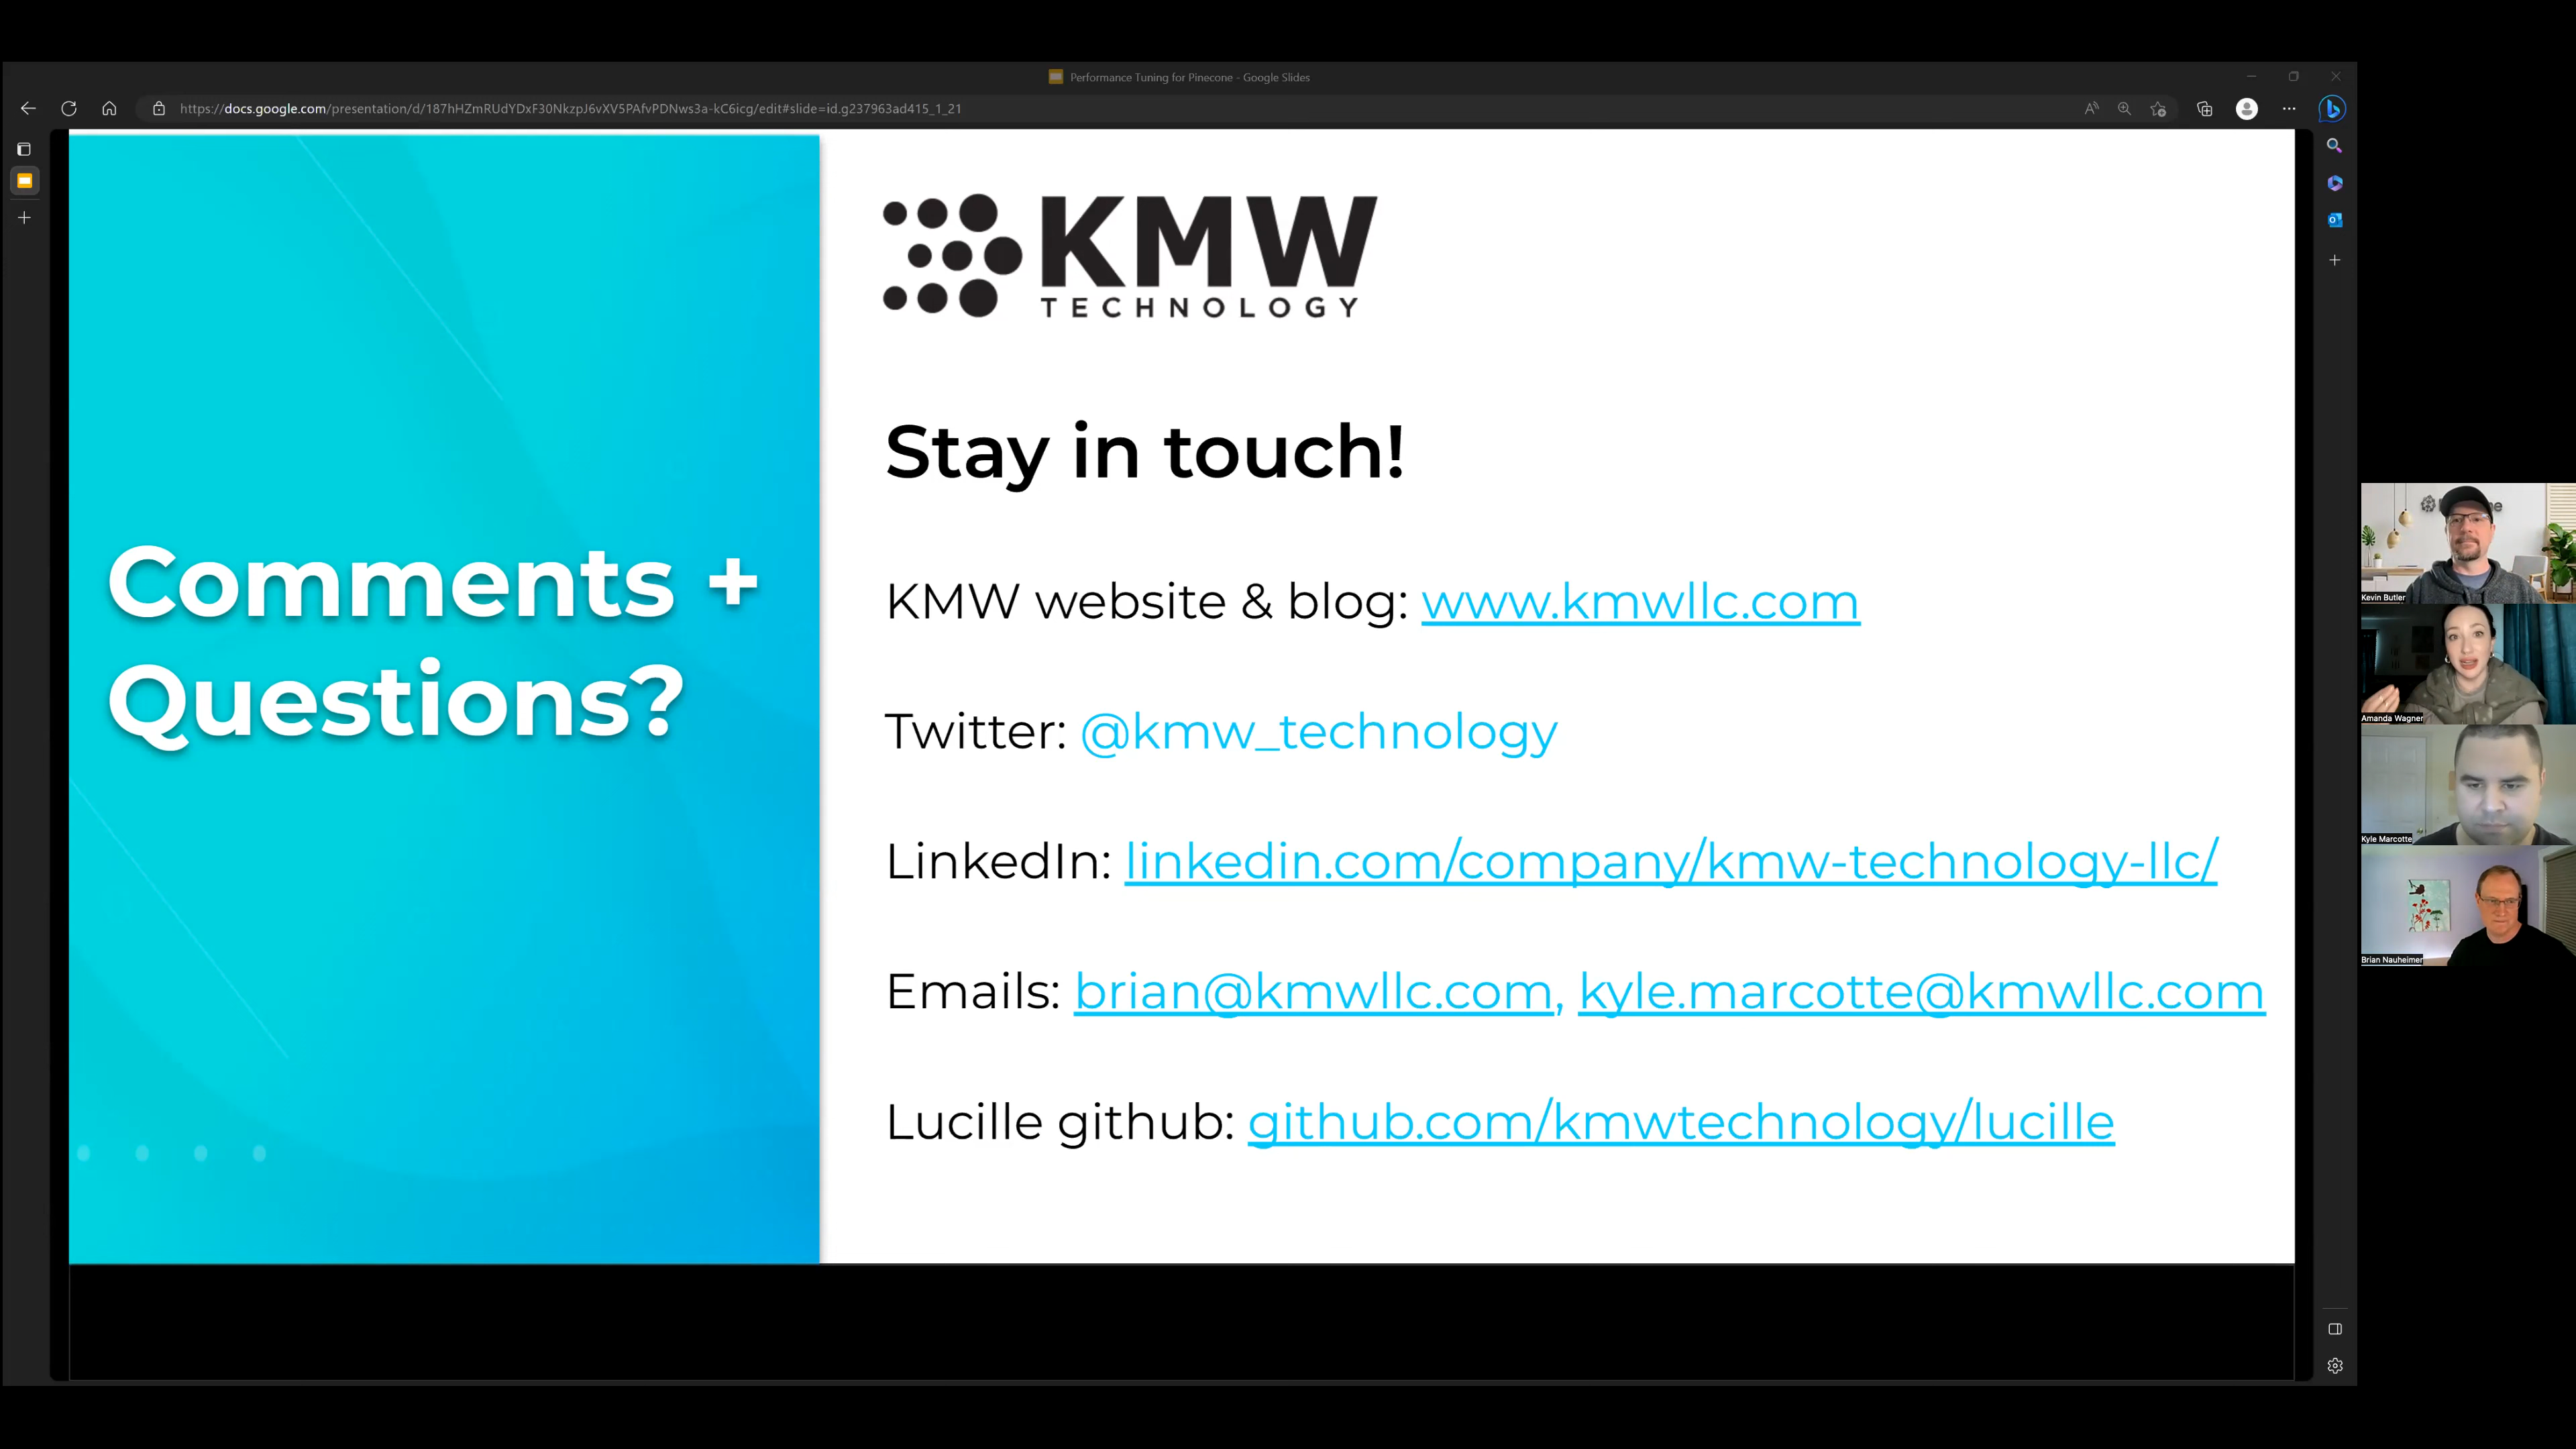 Performance Tuning for Pinecone - Google Slides
https://docs.google.com/presentation/d/187hHZmRUdYDxF30NkzpJ6vXV5PAfvPDNws3a-kC6icg/edit#slide=id.g237963ad415_1_21
Comments +
Questions?
KMW
TECHNOLOGY
Stay in touch!
KMW website & blog: www.kmwllc.com
Twitter: @kmw_technology
LinkedIn: linkedin.com/company/kmw-technology-llc/
Emails: brian@kmwllc.com, kyle.marcotte@kmwllc.com
Lucille github: github.com/kmwtechnology/lucille
Kevin Butler
Amanda Wagner
Kyle Marcotte
Brian Nauheimer